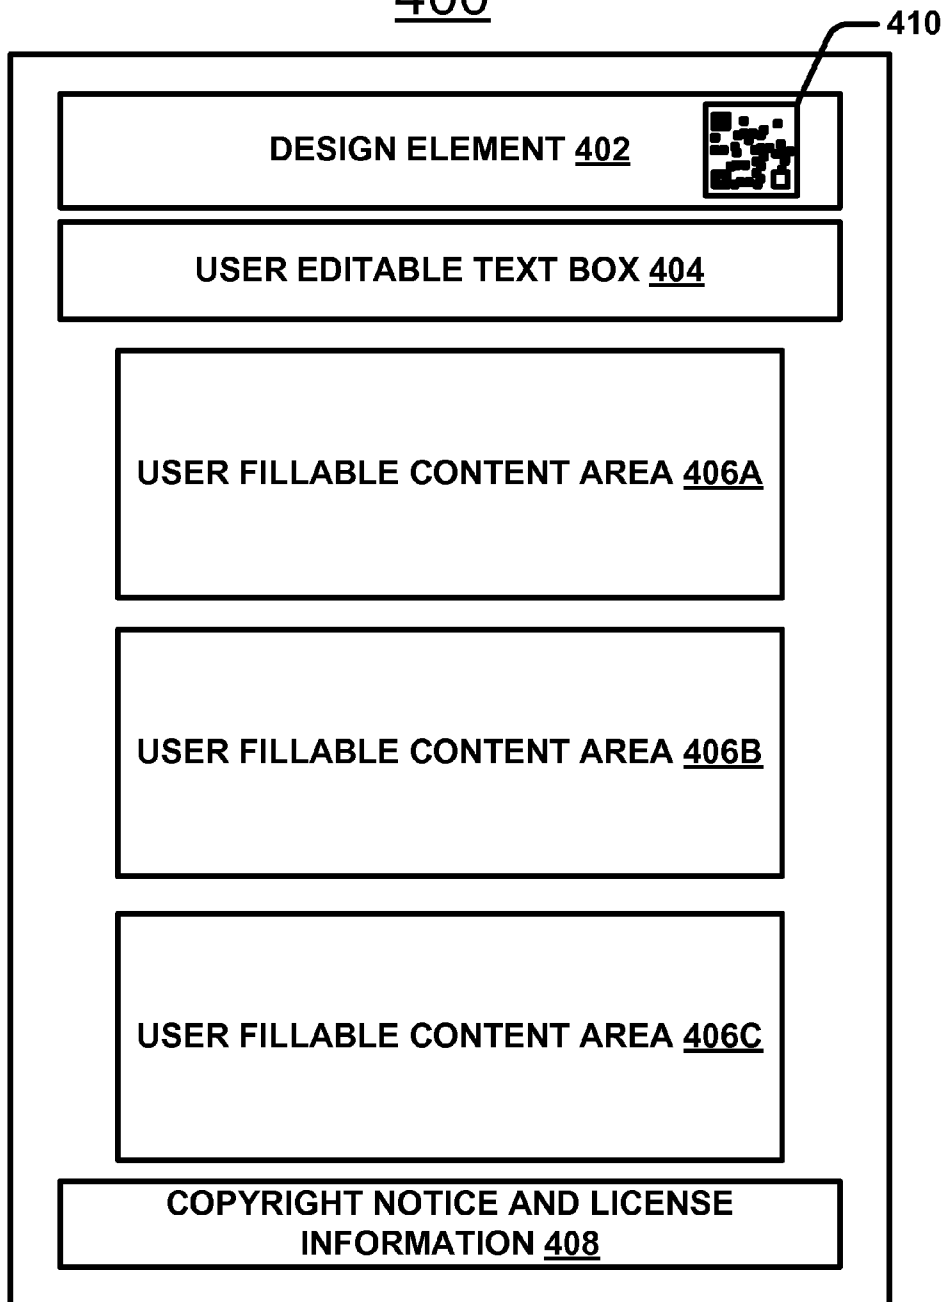 400
410
DESIGN ELEMENT 402
USER EDITABLE TEXT BOX 404
USER FILLABLE CONTENT AREA 406A
USER FILLABLE CONTENT AREA 406B
USER FILLABLE CONTENT AREA 406C
COPYRIGHT NOTICE AND LICENSE
INFORMATION 408